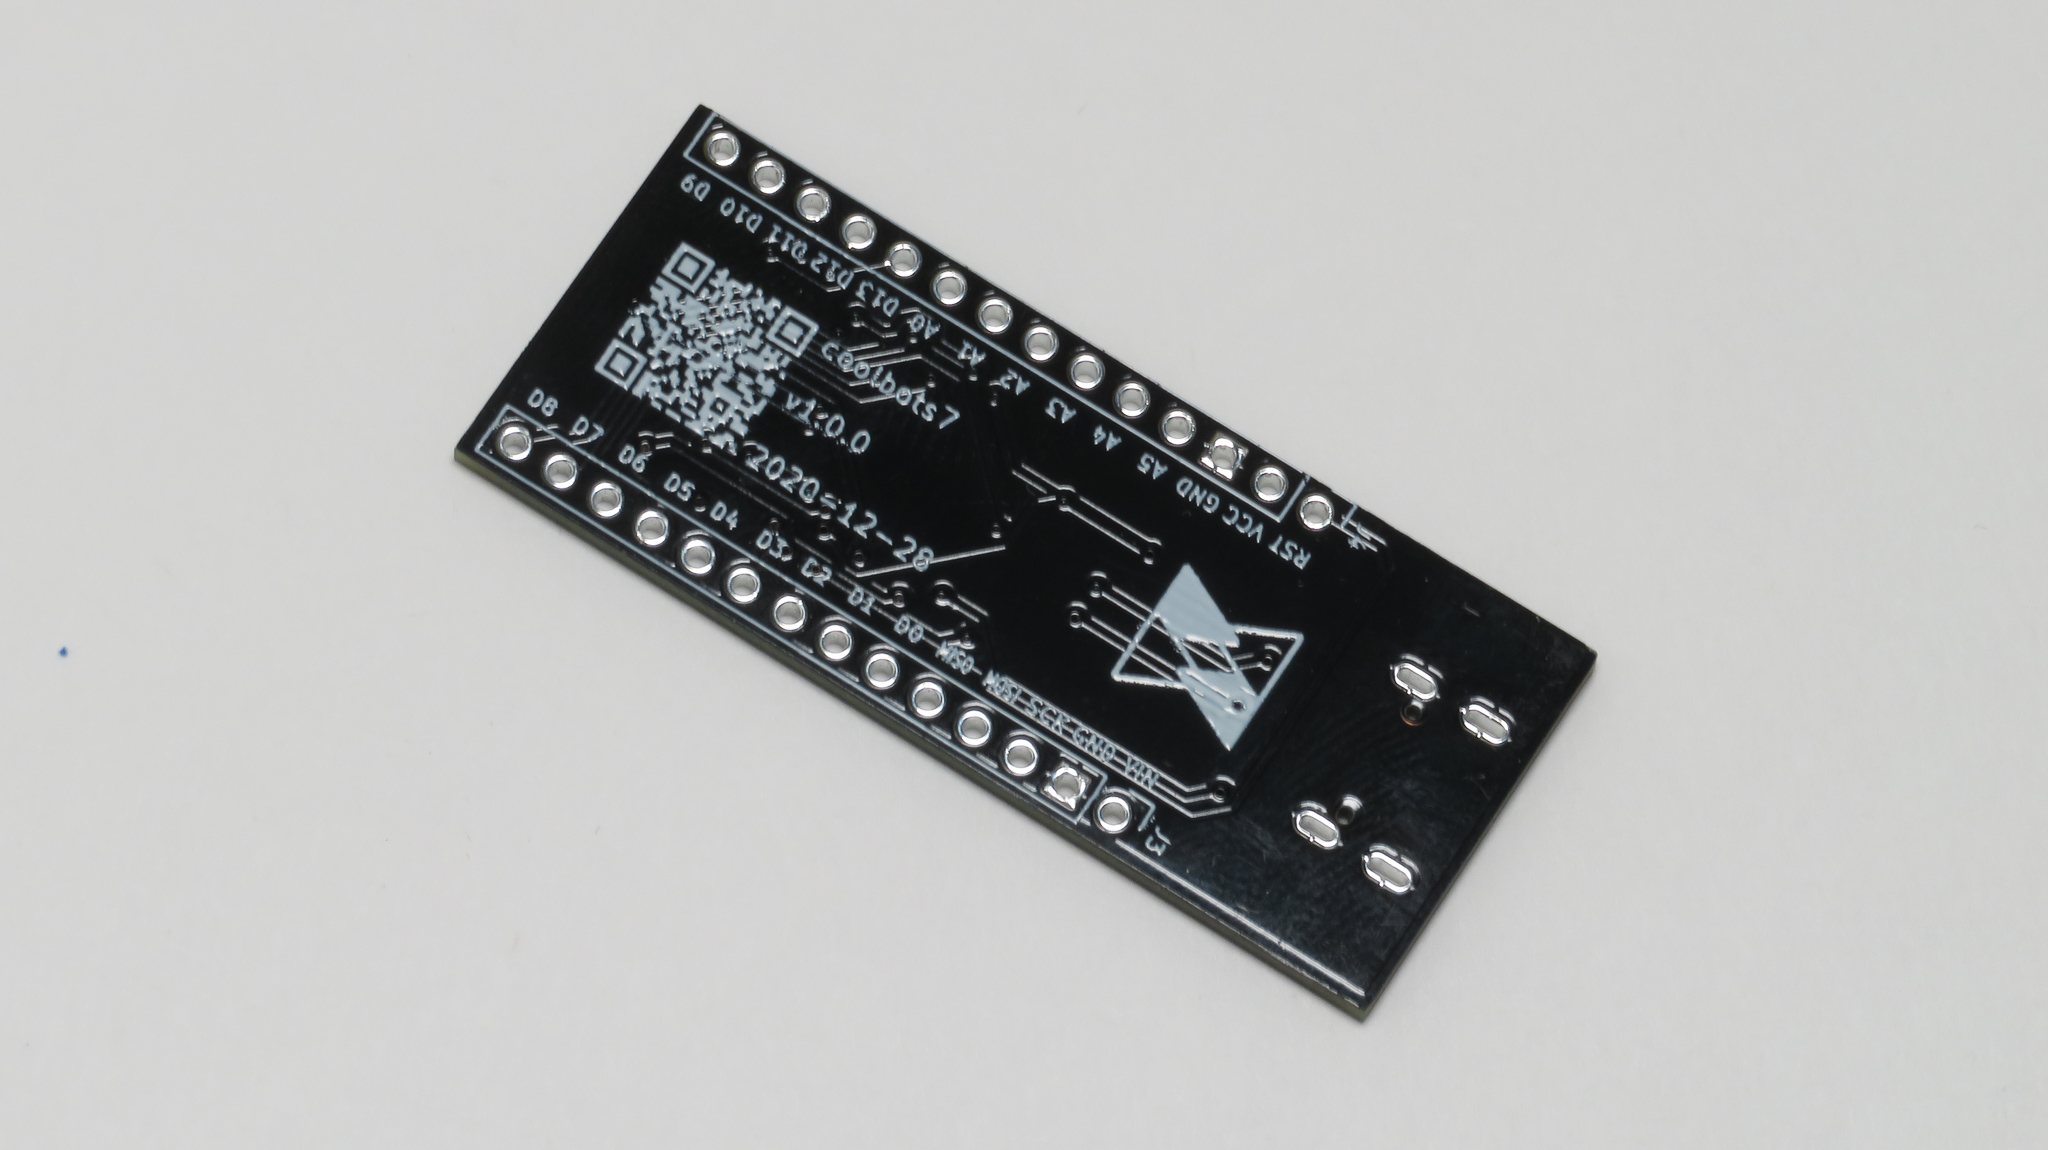 D9 D10 D11 D12 D13 A0 A1 A2 A3 A4 A5 GND VCC RST
coolbots7
v1.0.0
2020-12-28
D8 D7 D6 D5 D4 D3 D2 D1 D0 MISO MOSI SCK GND VIN